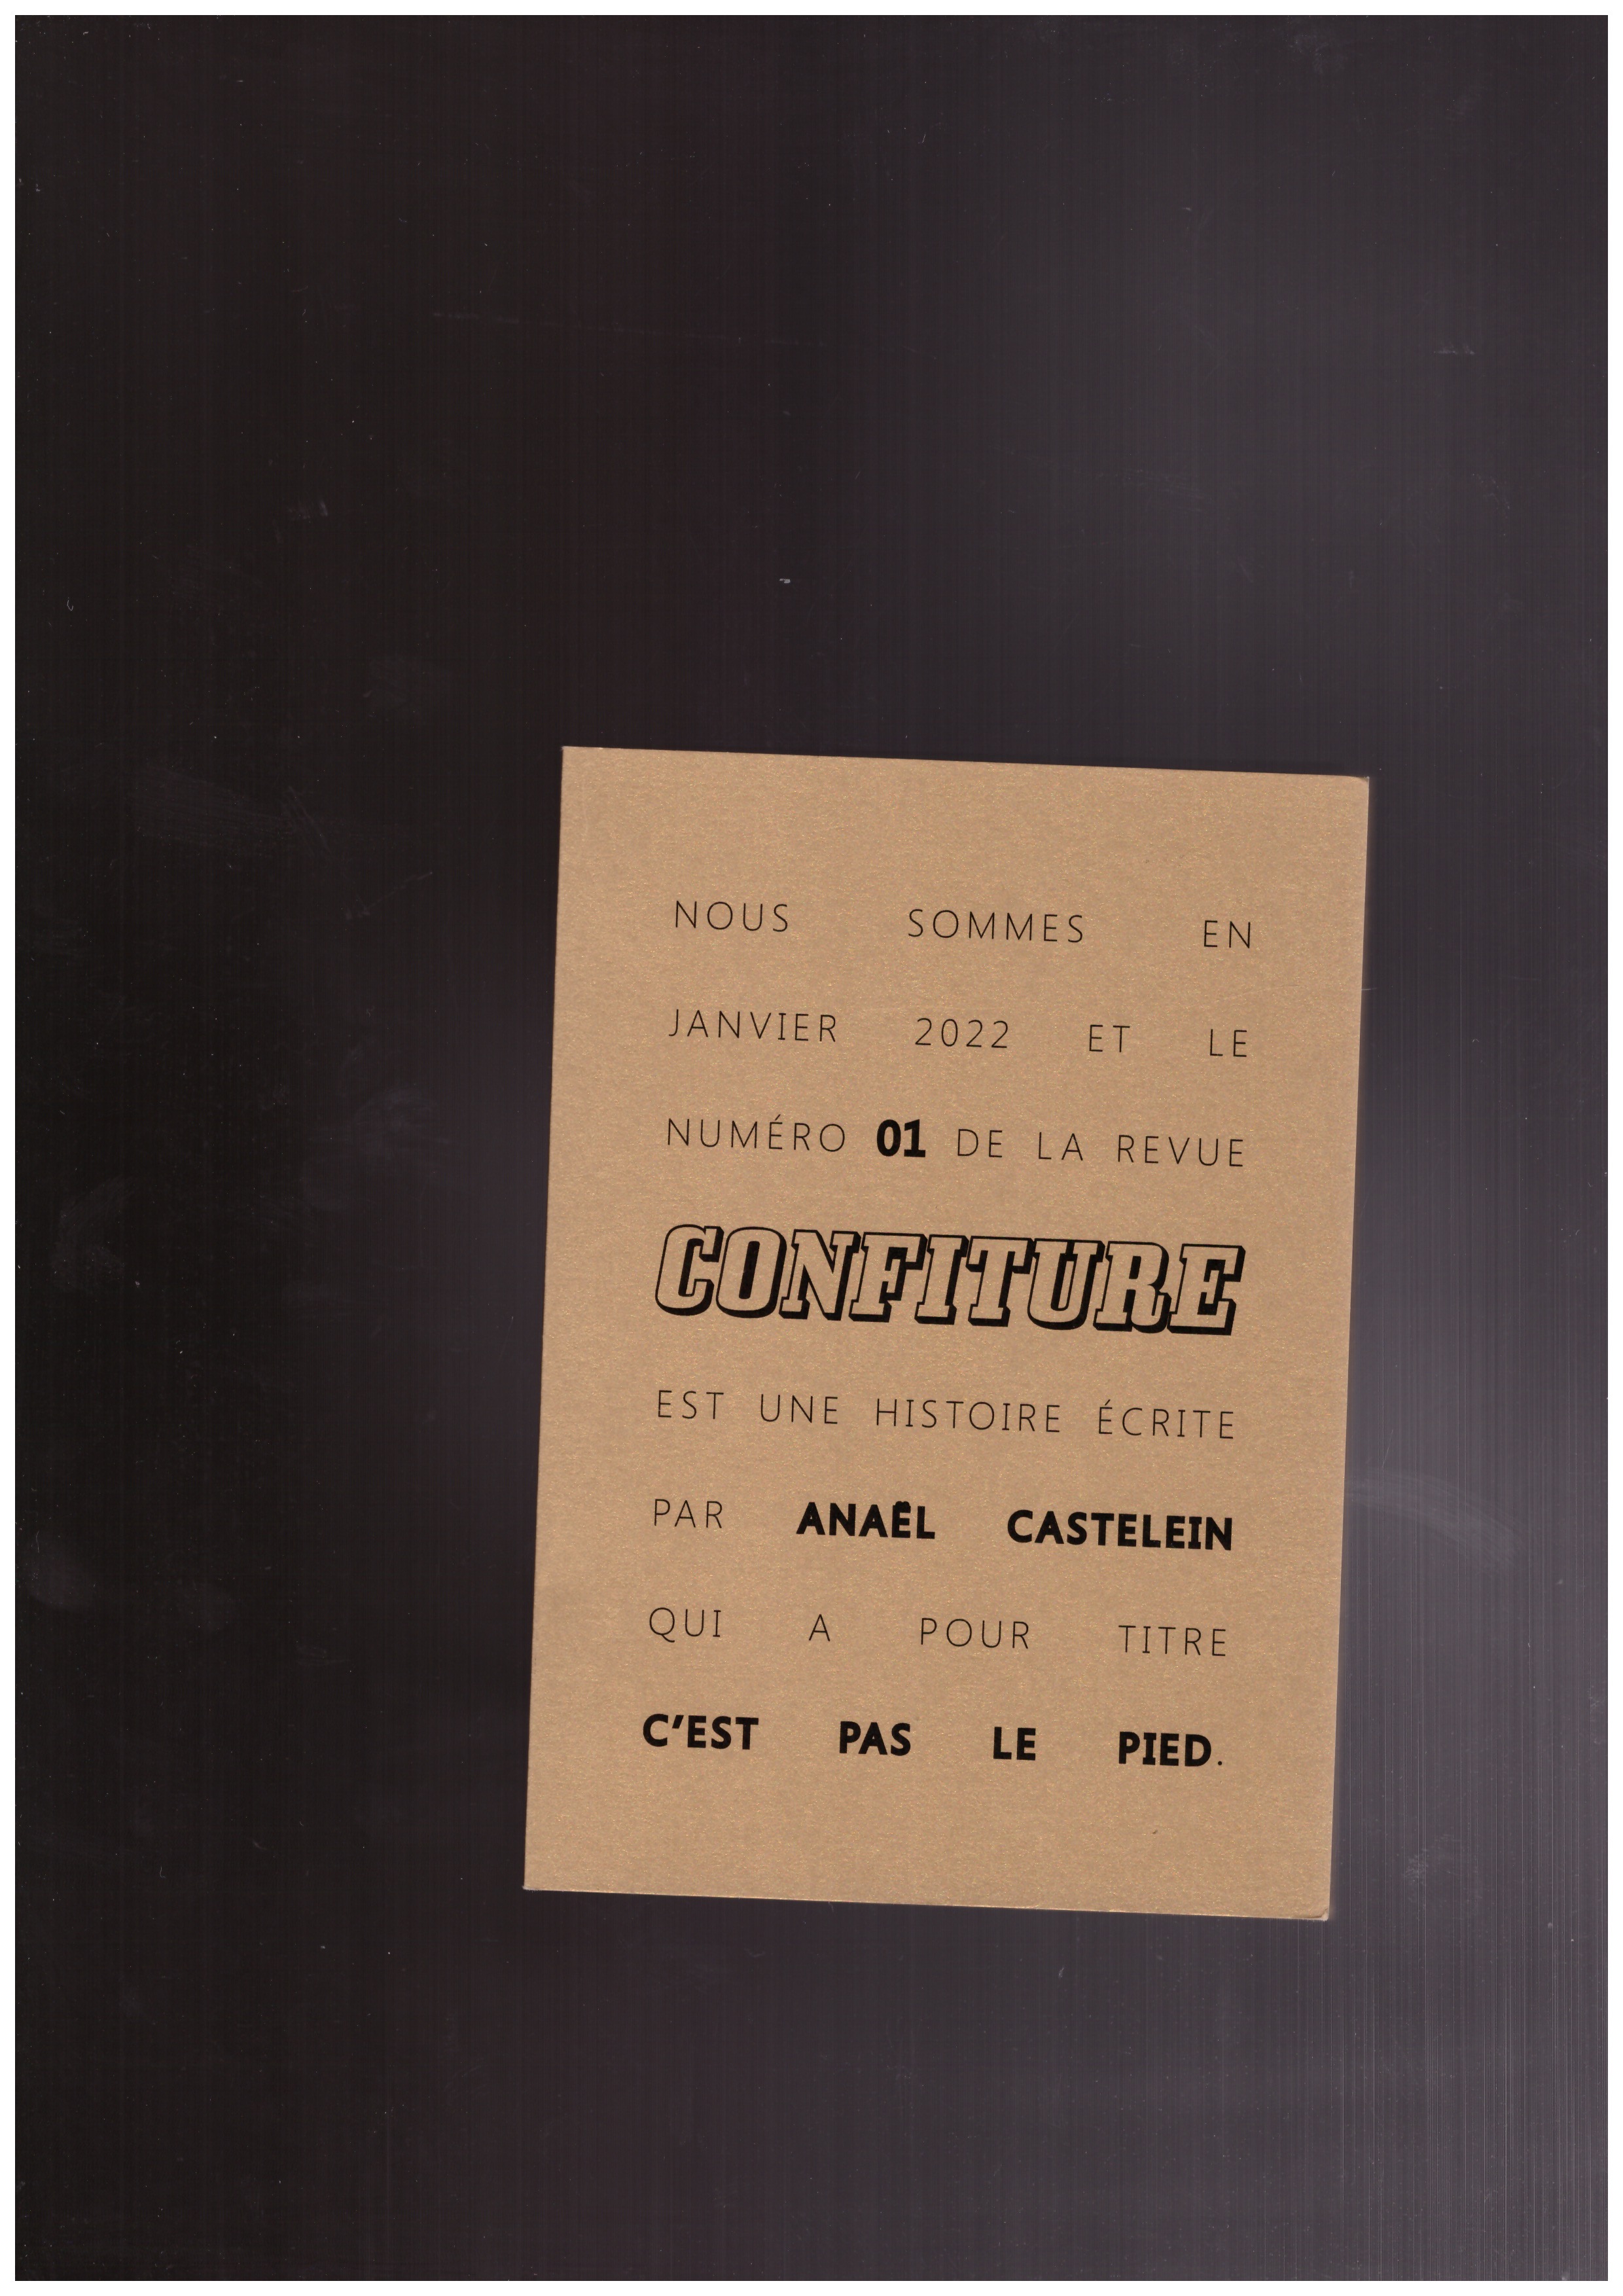 NOUS SOMMES EN
JANVIER 2022 ET LE
NUMÉRO 01 DE LA REVUE
CONFITURE
EST UNE HISTOIRE ÉCRITE
PAR ANAËL CASTELEIN
QUI A POUR TITRE
C'EST PAS LE PIED.